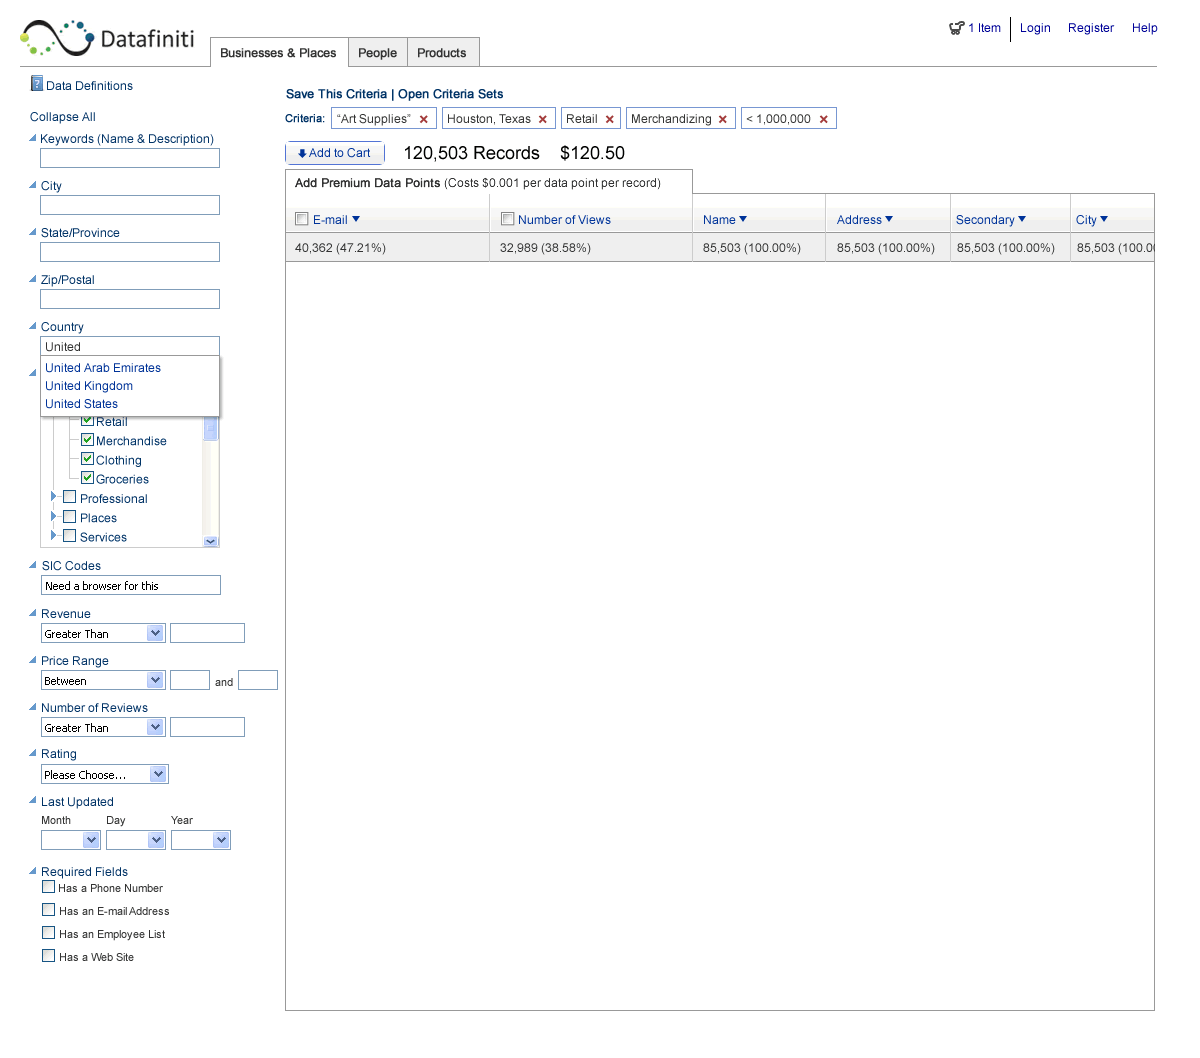 Datafiniti
Businesses & Places People Products
1 Item Login Register Help
Data Definitions
Collapse All
Keywords (Name & Description)
City
State/Province
Zip/Postal
Country
United
United Arab Emirates
United Kingdom
United States
Retail
Merchandise
Clothing
Groceries
Professional
Places
Services
SIC Codes
Need a browser for this
Revenue
Greater Than
Price Range
Between and
Number of Reviews
Greater Than
Rating
Please Choose...
Last Updated
Month Day Year
Required Fields
Has a Phone Number
Has an E-mail Address
Has an Employee List
Has a Web Site
Save This Criteria | Open Criteria Sets
Criteria: “Art Supplies” x Houston, Texas x Retail x Merchandizing x < 1,000,000 x
Add to Cart 120,503 Records $120.50
Add Premium Data Points (Costs $0.001 per data point per record)
E-mail Number of Views Name Address Secondary City
40,362 (47.21%) 32,989 (38.58%) 85,503 (100.00%) 85,503 (100.00%) 85,503 (100.00%) 85,503 (100.0